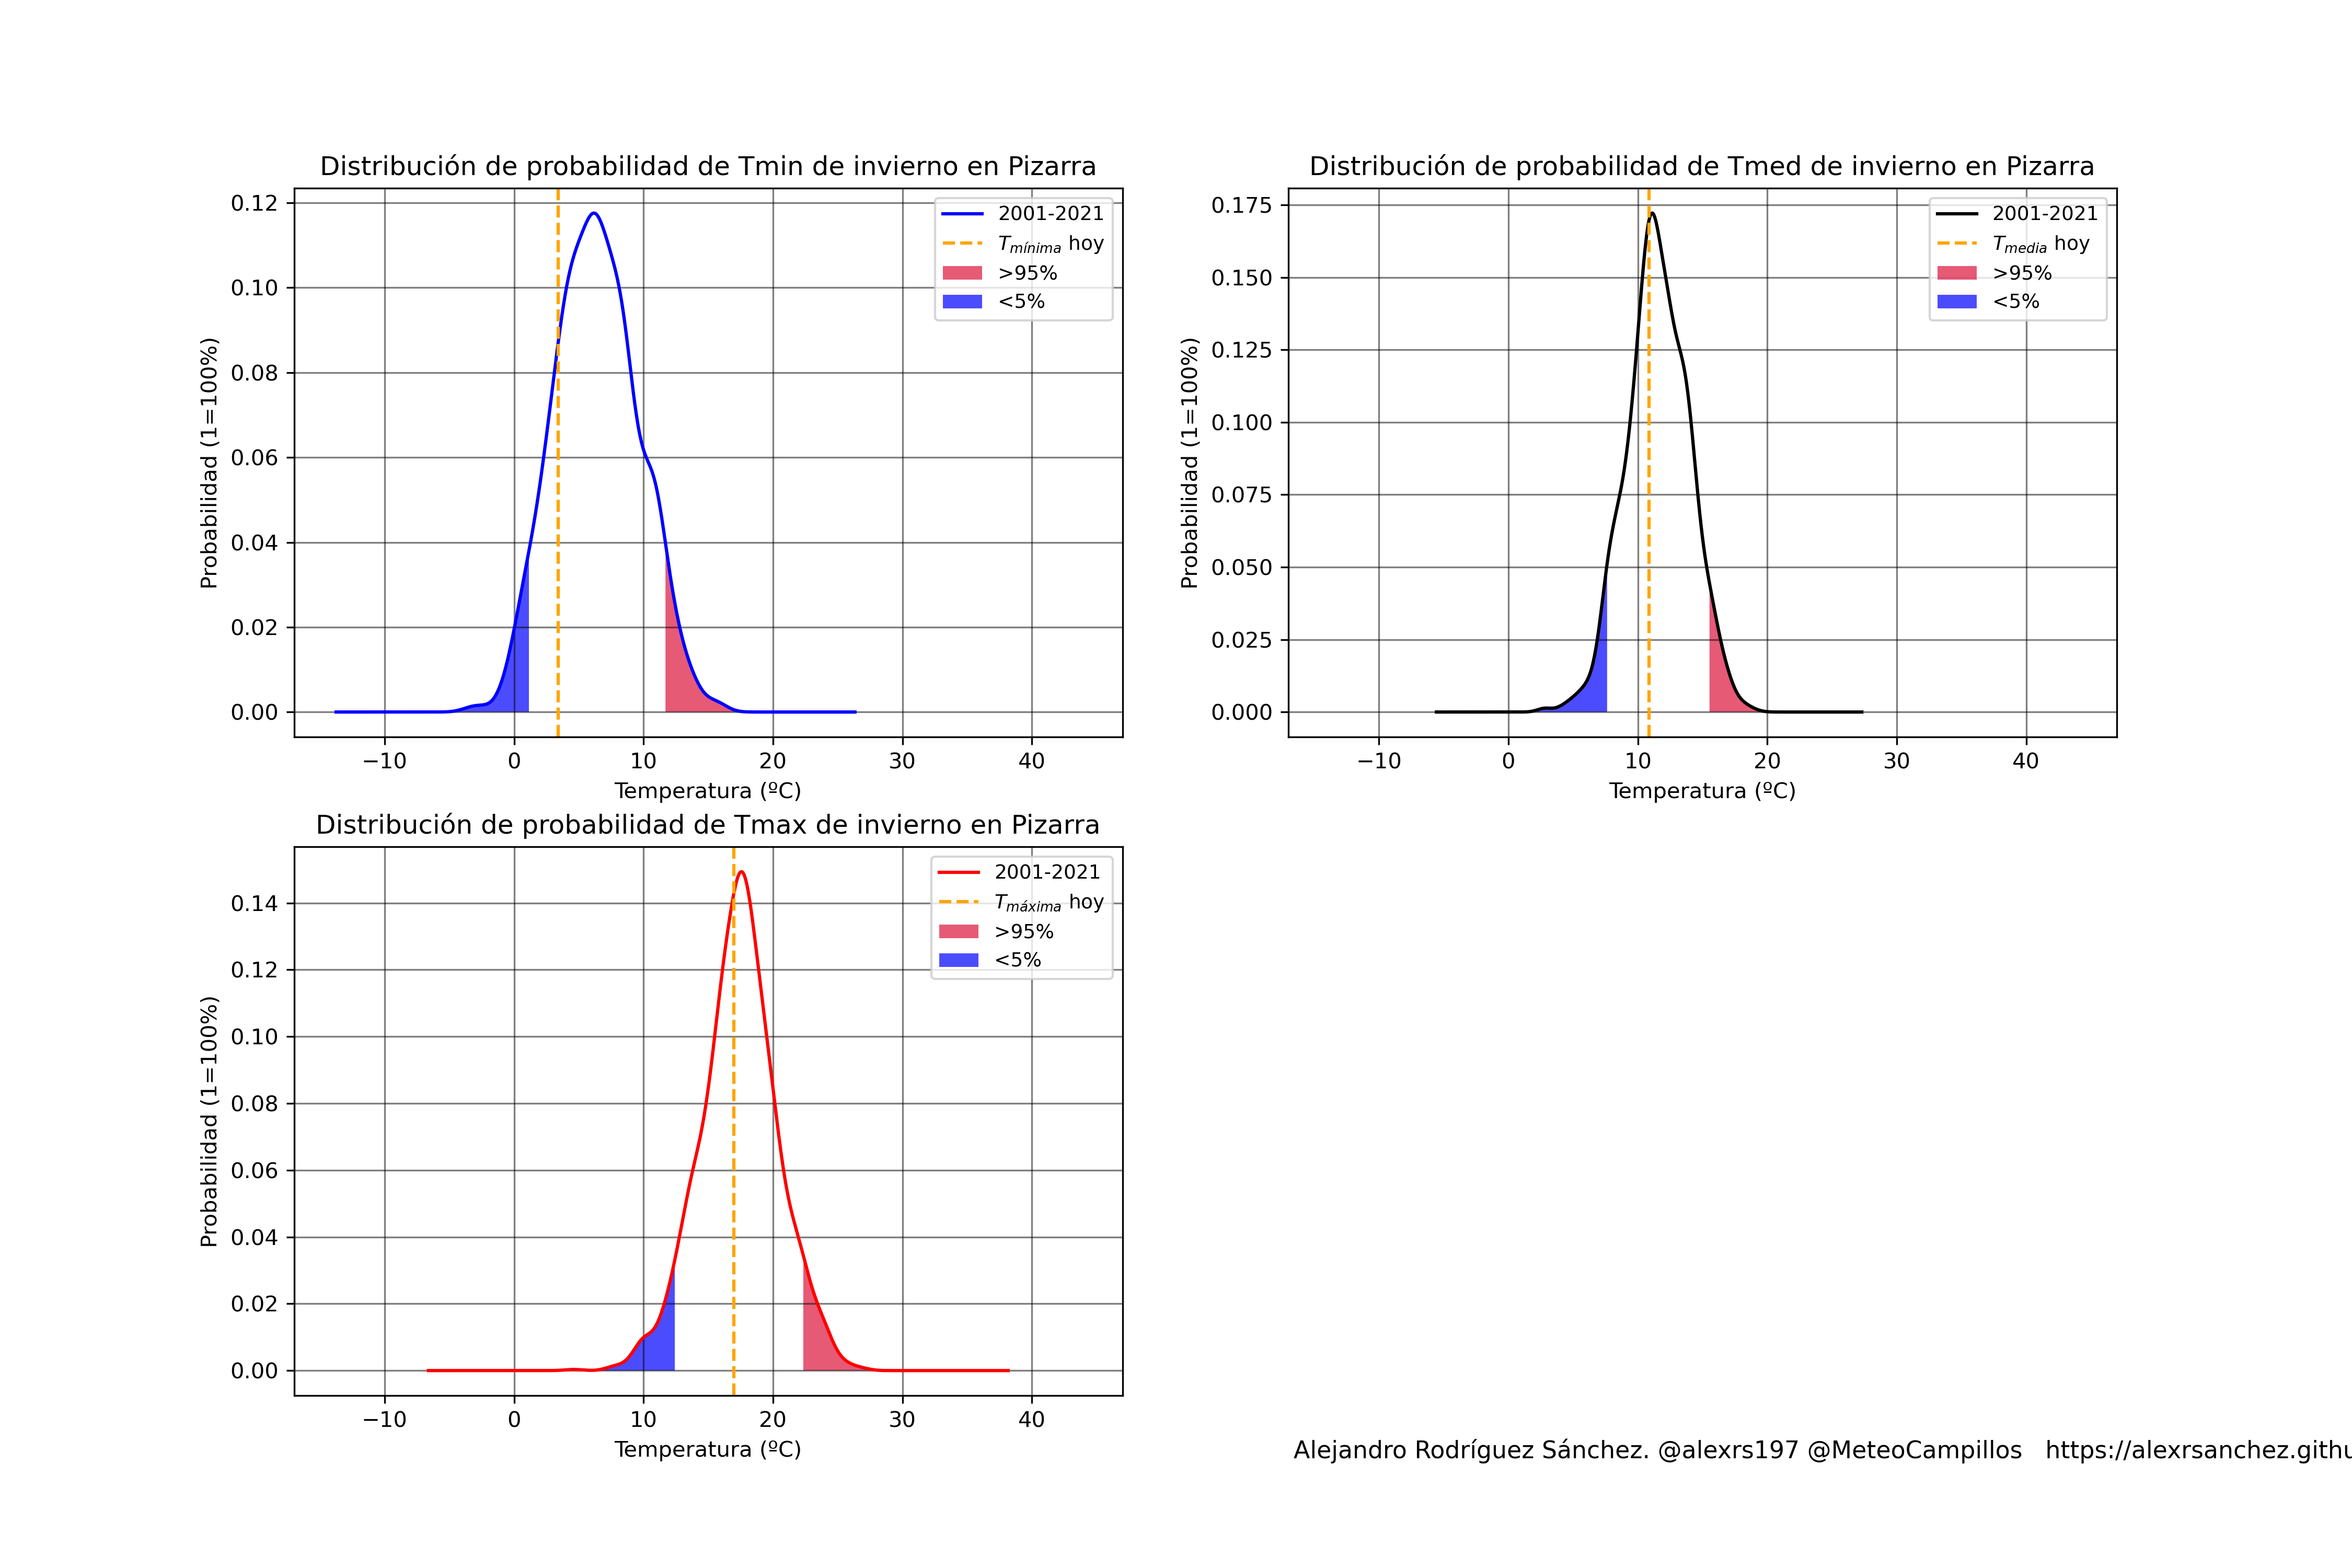 Distribución de probabilidad de Tmin de invierno en Pizarra
0.12
0.10
0.08
0.06
0.04
0.02
0.00
Probabilidad (1=100%)
2001-2021
Tmínima hoy
>95%
<5%
−10 0 10 20 30 40
Temperatura (ºC)
Distribución de probabilidad de Tmed de invierno en Pizarra
0.175
0.150
0.125
0.100
0.075
0.050
0.025
0.000
Probabilidad (1=100%)
2001-2021
Tmedia hoy
>95%
<5%
−10 0 10 20 30 40
Temperatura (ºC)
Distribución de probabilidad de Tmax de invierno en Pizarra
0.14
0.12
0.10
0.08
0.06
0.04
0.02
0.00
Probabilidad (1=100%)
2001-2021
Tmáxima hoy
>95%
<5%
−10 0 10 20 30 40
Temperatura (ºC)
Alejandro Rodríguez Sánchez. @alexrs197 @MeteoCampillos https://alexrsanchez.githu